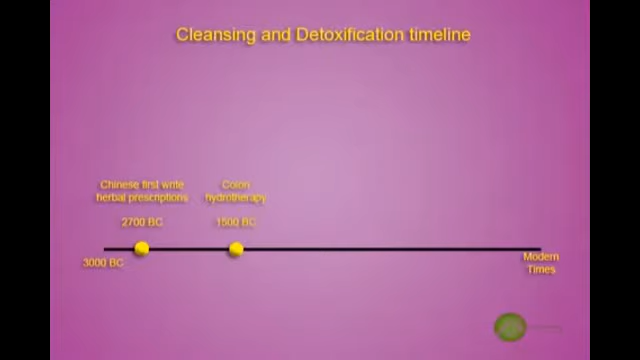 Cleansing and Detoxification timeline
Chinese first write
herbal prescriptions
2700 BC
Colon
hydrotherapy
1500 BC
3000 BC
Modern
Times